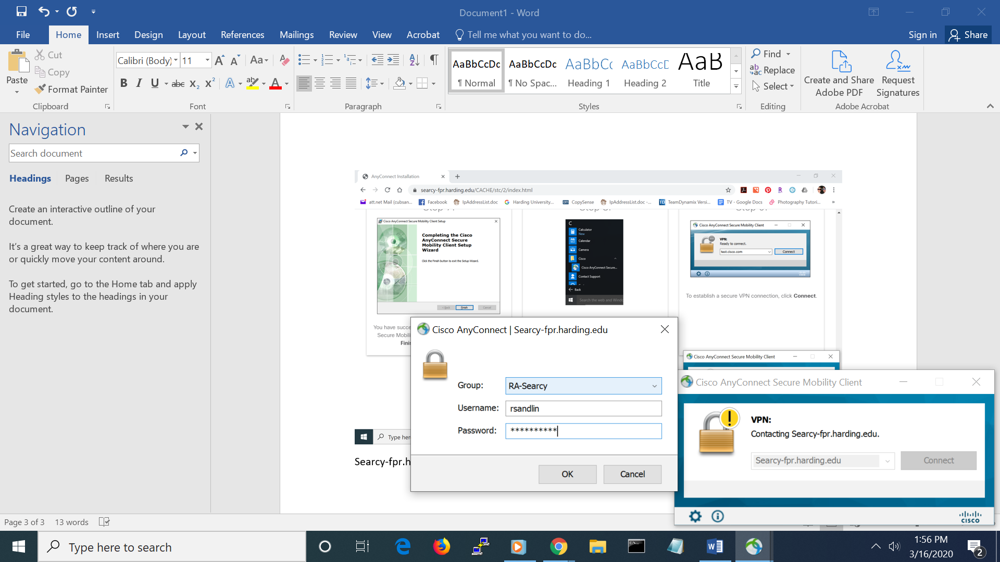 Document1 - Word
File Home Insert Design Layout References Mailings Review View Acrobat Tell me what you want to do... Sign in Share
Paste
Cut
Copy
Format Painter
Clipboard
Calibri (Body) 11
Font
Paragraph
AaBbCcDc AaBbCcDc AaBbCc AaBbCcD AaB
¶ Normal ¶ No Spac... Heading 1 Heading 2 Title
Styles
Find
Replace
Select
Editing
Create and Share
Adobe PDF
Request
Signatures
Adobe Acrobat
Navigation
Search document
Headings Pages Results
Create an interactive outline of your
document.
It's a great way to keep track of where you are
or quickly move your content around.
To get started, go to the Home tab and apply
Heading styles to the headings in your
document.
AnyConnect Installation
searcy-fpr.harding.edu/CACHE/stc/2/index.html
att.net Mail (cubsan... Facebook IpAddressList.doc Harding University... CopySense IpAddressList.doc -... TeamDynamix Versi... TV - Google Docs Photography Tutori... »
Cisco AnyConnect Secure Mobility Client Setup
Completing the Cisco
AnyConnect Secure
Mobility Client Setup
Wizard
Click the Finish button to exit the Setup Wizard.
< Back Finish Cancel
C
Calculator
New
Calendar
Camera
Cisco
Cisco AnyConnect Secure...
Contact Support
Back
Search the web and Windo
Cisco AnyConnect Secure Mobility Client
VPN:
Ready to connect.
test.cisco.com Connect
To establish a secure VPN connection, click Connect.
You have succe
Secure Mobili
Finis
Cisco AnyConnect Secure Mobility Client
Type her
Searcy-fpr.h
Cisco AnyConnect | Searcy-fpr.harding.edu
Group: RA-Searcy
Username: rsandlin
Password: **********
OK Cancel
Cisco AnyConnect Secure Mobility Client
VPN:
Contacting Searcy-fpr.harding.edu.
Searcy-fpr.harding.edu Connect
CISCO
Page 3 of 3 13 words
Type here to search
1:56 PM
3/16/2020
2